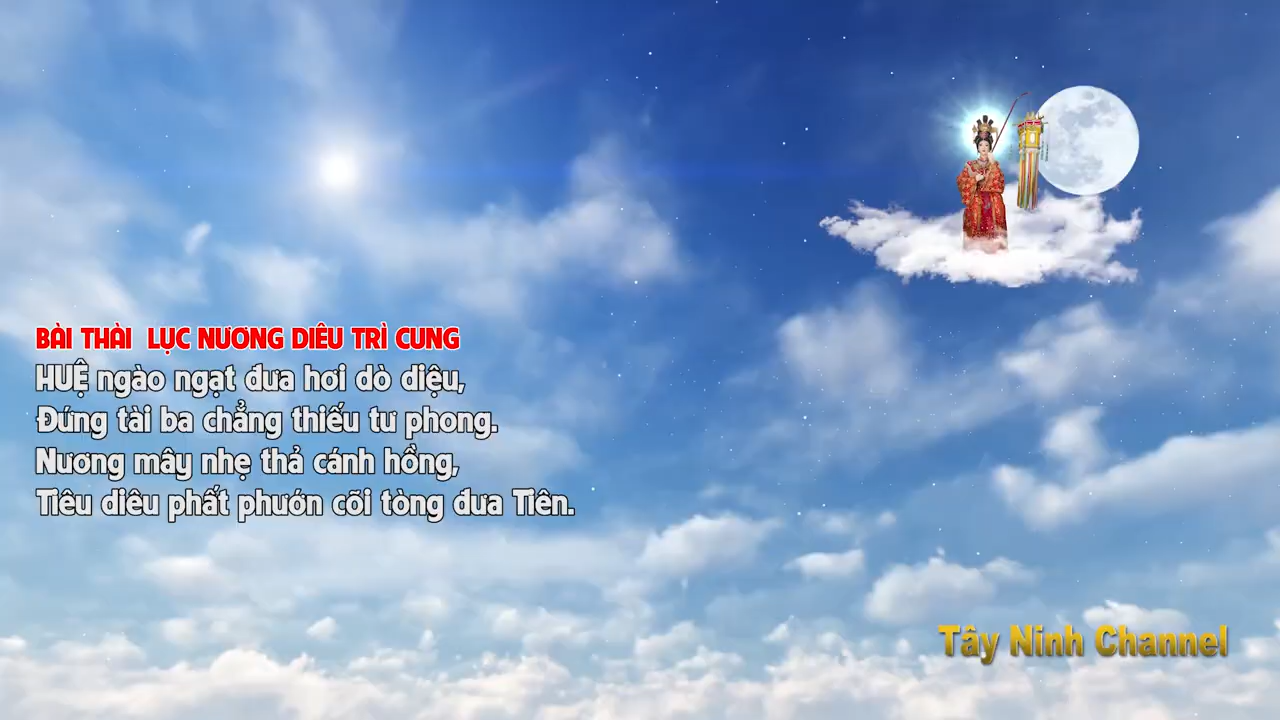 BÀI THÀI LỤC NƯƠNG DIÊU TRÌ CUNG
HUỆ ngào ngạt đưa hơi dò diệu,
Đứng tài ba chẳng thiếu tư phong.
Nương mây nhẹ thả cánh hồng,
Tiêu diêu phất phướn cõi tòng đưa Tiên.
Tây Ninh Channel